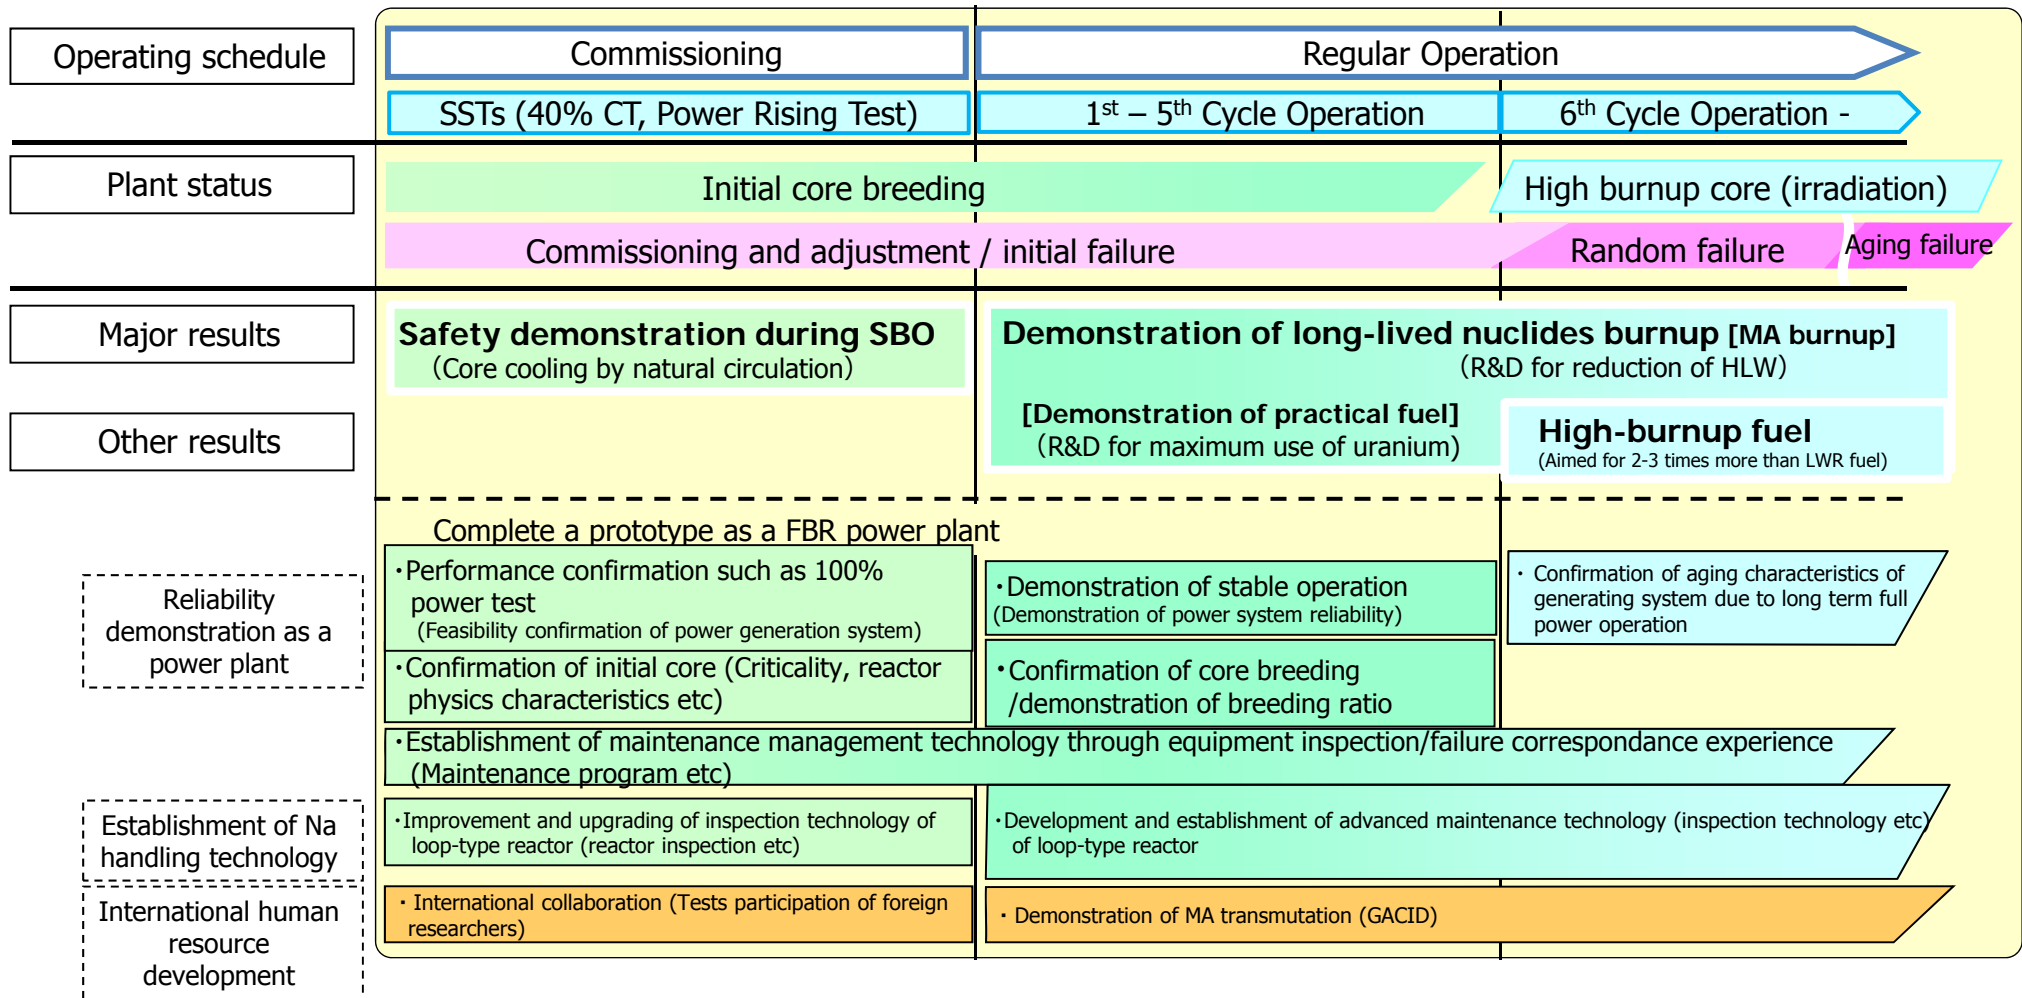 Operating schedule
Commissioning
Regular Operation
SSTs (40% CT, Power Rising Test)
1st – 5th Cycle Operation
6th Cycle Operation -
Plant status
Initial core breeding
High burnup core (irradiation)
Commissioning and adjustment / initial failure
Random failure
Aging failure
Major results
Safety demonstration during SBO
(Core cooling by natural circulation)
Demonstration of long-lived nuclides burnup [MA burnup]
(R&D for reduction of HLW)
Other results
[Demonstration of practical fuel]
(R&D for maximum use of uranium)
High-burnup fuel
(Aimed for 2-3 times more than LWR fuel)
Complete a prototype as a FBR power plant
Reliability
demonstration as a
power plant
・Performance confirmation such as 100%
power test
(Feasibility confirmation of power generation system)
・Demonstration of stable operation
(Demonstration of power system reliability)
・Confirmation of aging characteristics of
generating system due to long term full
power operation
・Confirmation of initial core (Criticality, reactor
physics characteristics etc)
・Confirmation of core breeding
/demonstration of breeding ratio
・Establishment of maintenance management technology through equipment inspection/failure correspondance experience
(Maintenance program etc)
Establishment of Na
handling technology
・Improvement and upgrading of inspection technology of
loop-type reactor (reactor inspection etc)
・Development and establishment of advanced maintenance technology (inspection technology etc)
of loop-type reactor
International human
resource
development
・International collaboration (Tests participation of foreign
researchers)
・Demonstration of MA transmutation (GACID)